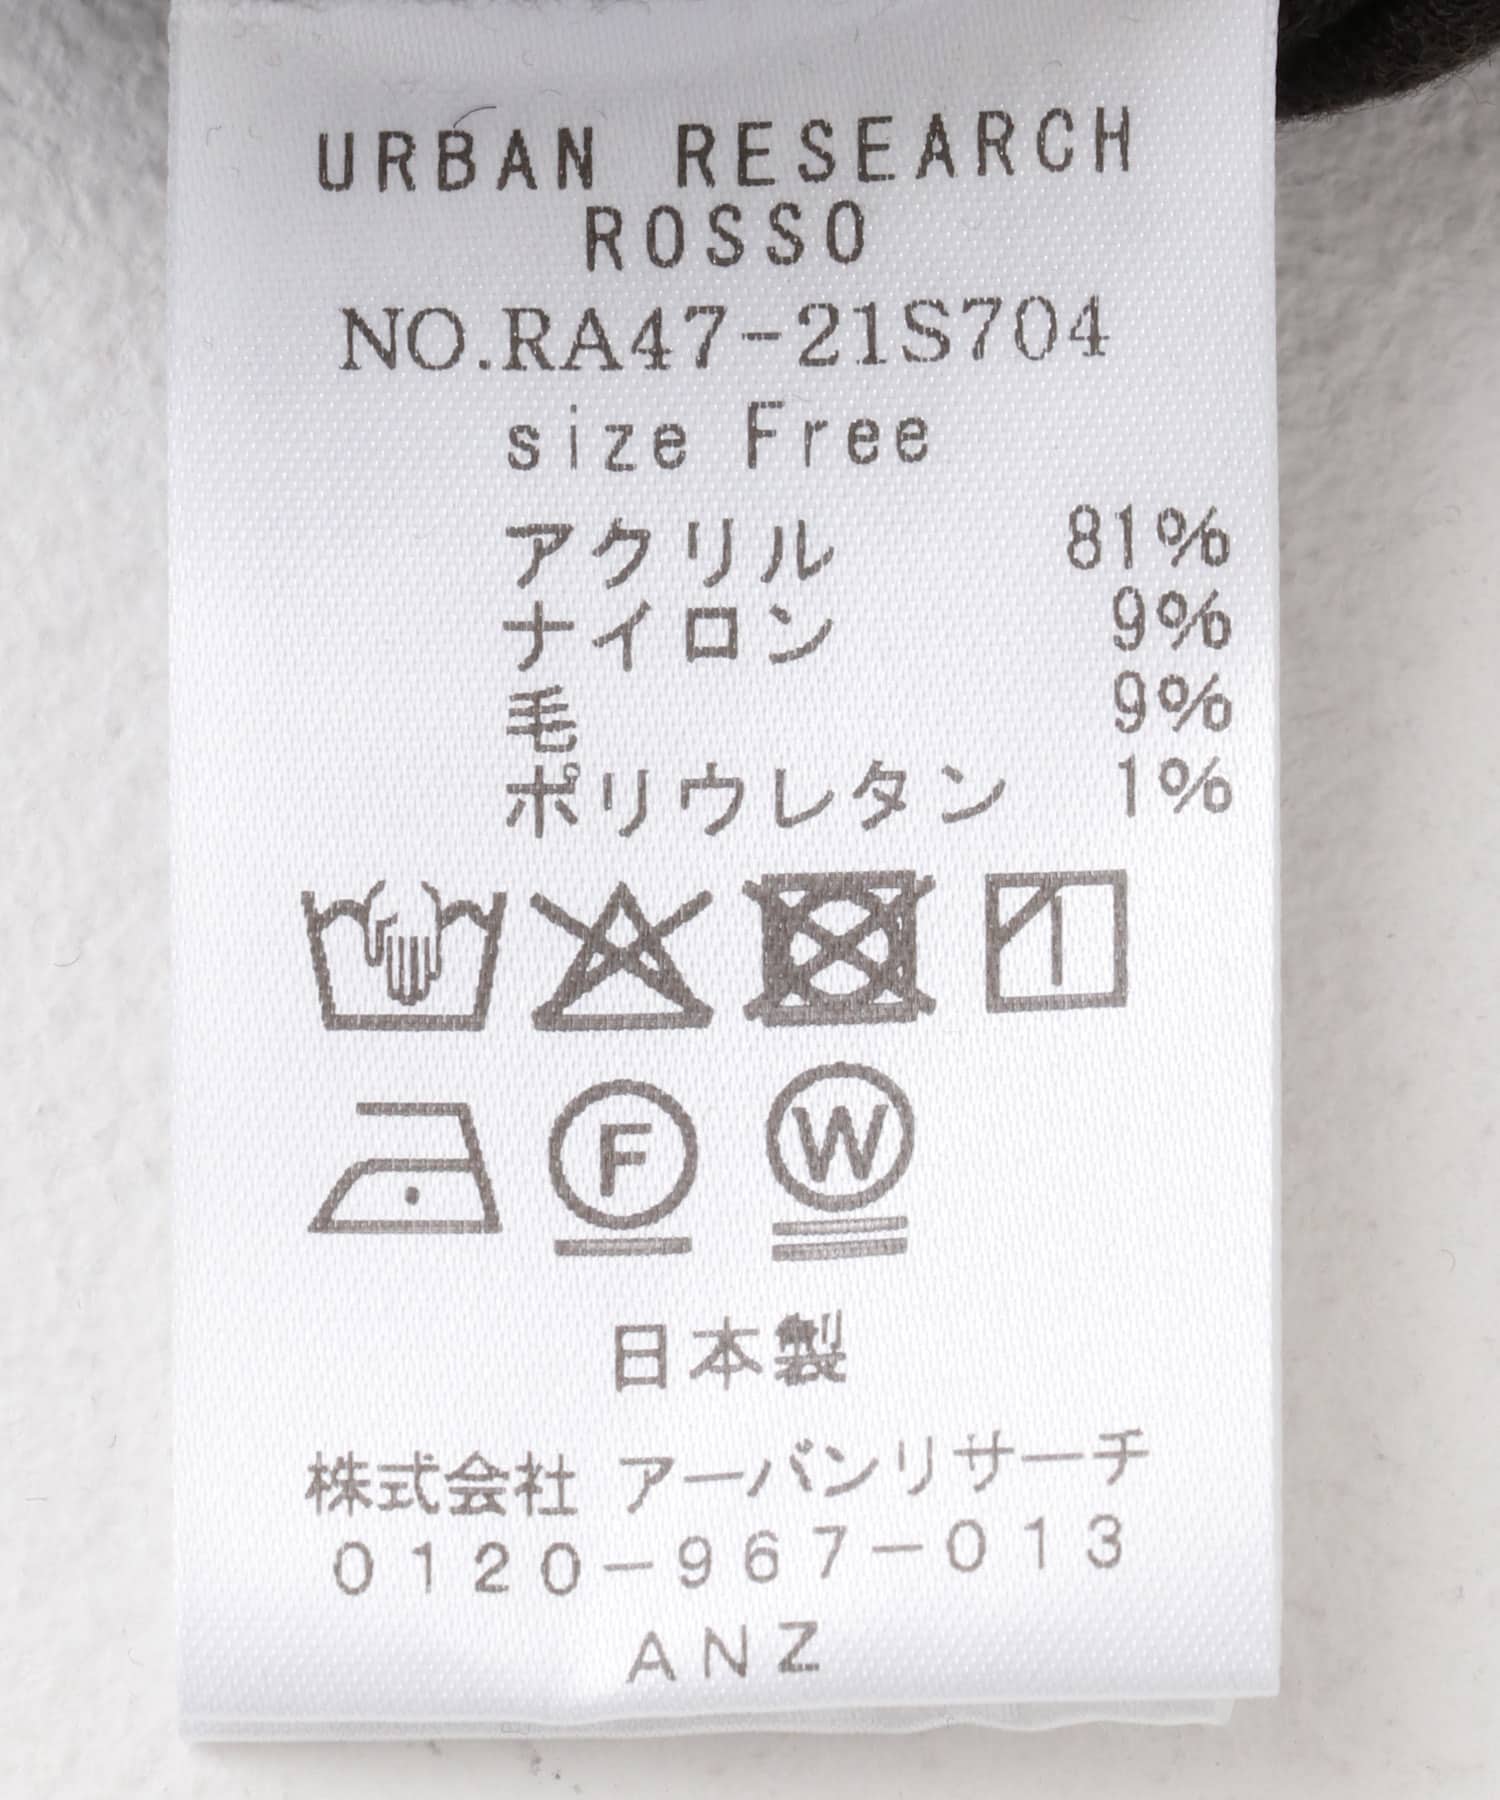 URBAN RESEARCH
ROSSO
NO.RA47-21S704
size Free
アクリル 81%
ナイロン 9%
毛 9%
ポリウレタン 1%
F W
日本製
株式会社 アーバンリサーチ
0120-967-013
ANZ